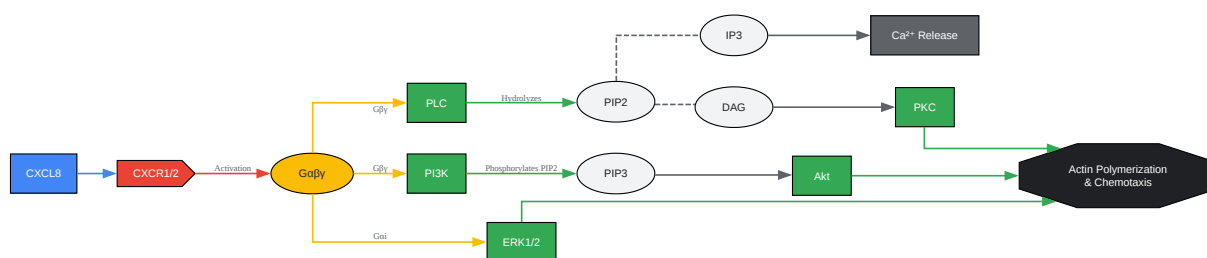 IP3
Ca²⁺ Release
PLC
Hydrolyzes
PIP2
DAG
PKC
Gβγ
CXCL8
CXCR1/2
Activation
Gαβγ
Gβγ
PI3K
Phosphorylates PIP2
PIP3
Akt
Actin Polymerization
& Chemotaxis
Gαi
ERK1/2